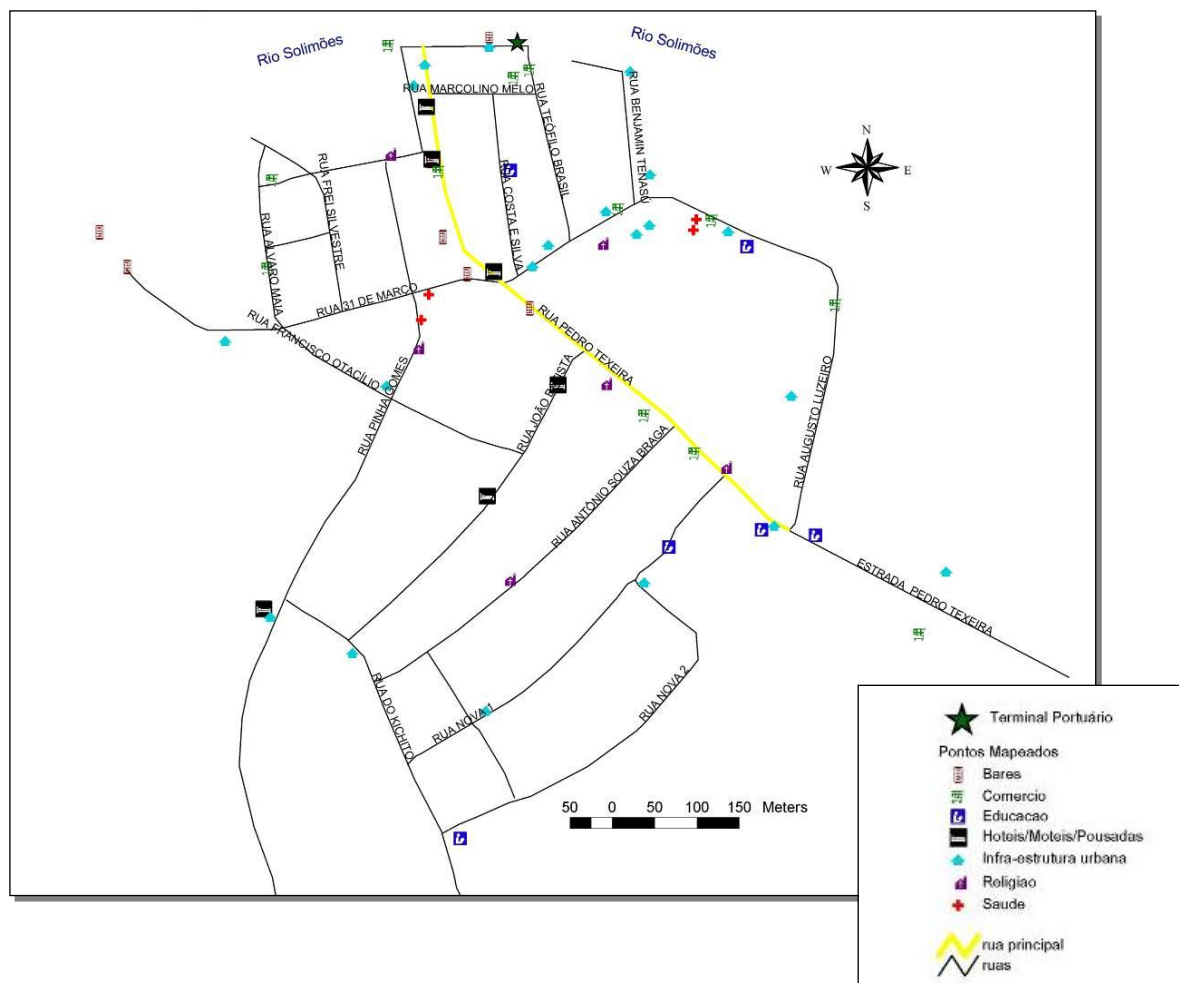 Rio Solimões
Rio Solimões
RUA MARCOLINO MELO
RUA TEÓFILO BRASIL
RUA BENJAMIN TENASÚ
RUA COSTA E SILVA
RUA FREI SILVESTRE
RUA ALVARO MAIA
RUA 31 DE MARÇO
RUA FRANCISCO OTACÍLIO
RUA PINHA GOMES
RUA JOÃO BATISTA
RUA PEDRO TEXEIRA
RUA AUGUSTO LUZEIRO
RUA ANTÔNIO SOUZA BRAGA
ESTRADA PEDRO TEXEIRA
RUA DO KICHITO
RUA NOVA 1
RUA NOVA 2
N
W E
S
50 0 50 100 150 Meters
Terminal Portuário
Pontos Mapeados
Bares
Comercio
Educacao
Hoteis/Moteis/Pousadas
Infra-estrutura urbana
Religiao
Saude
rua principal
ruas